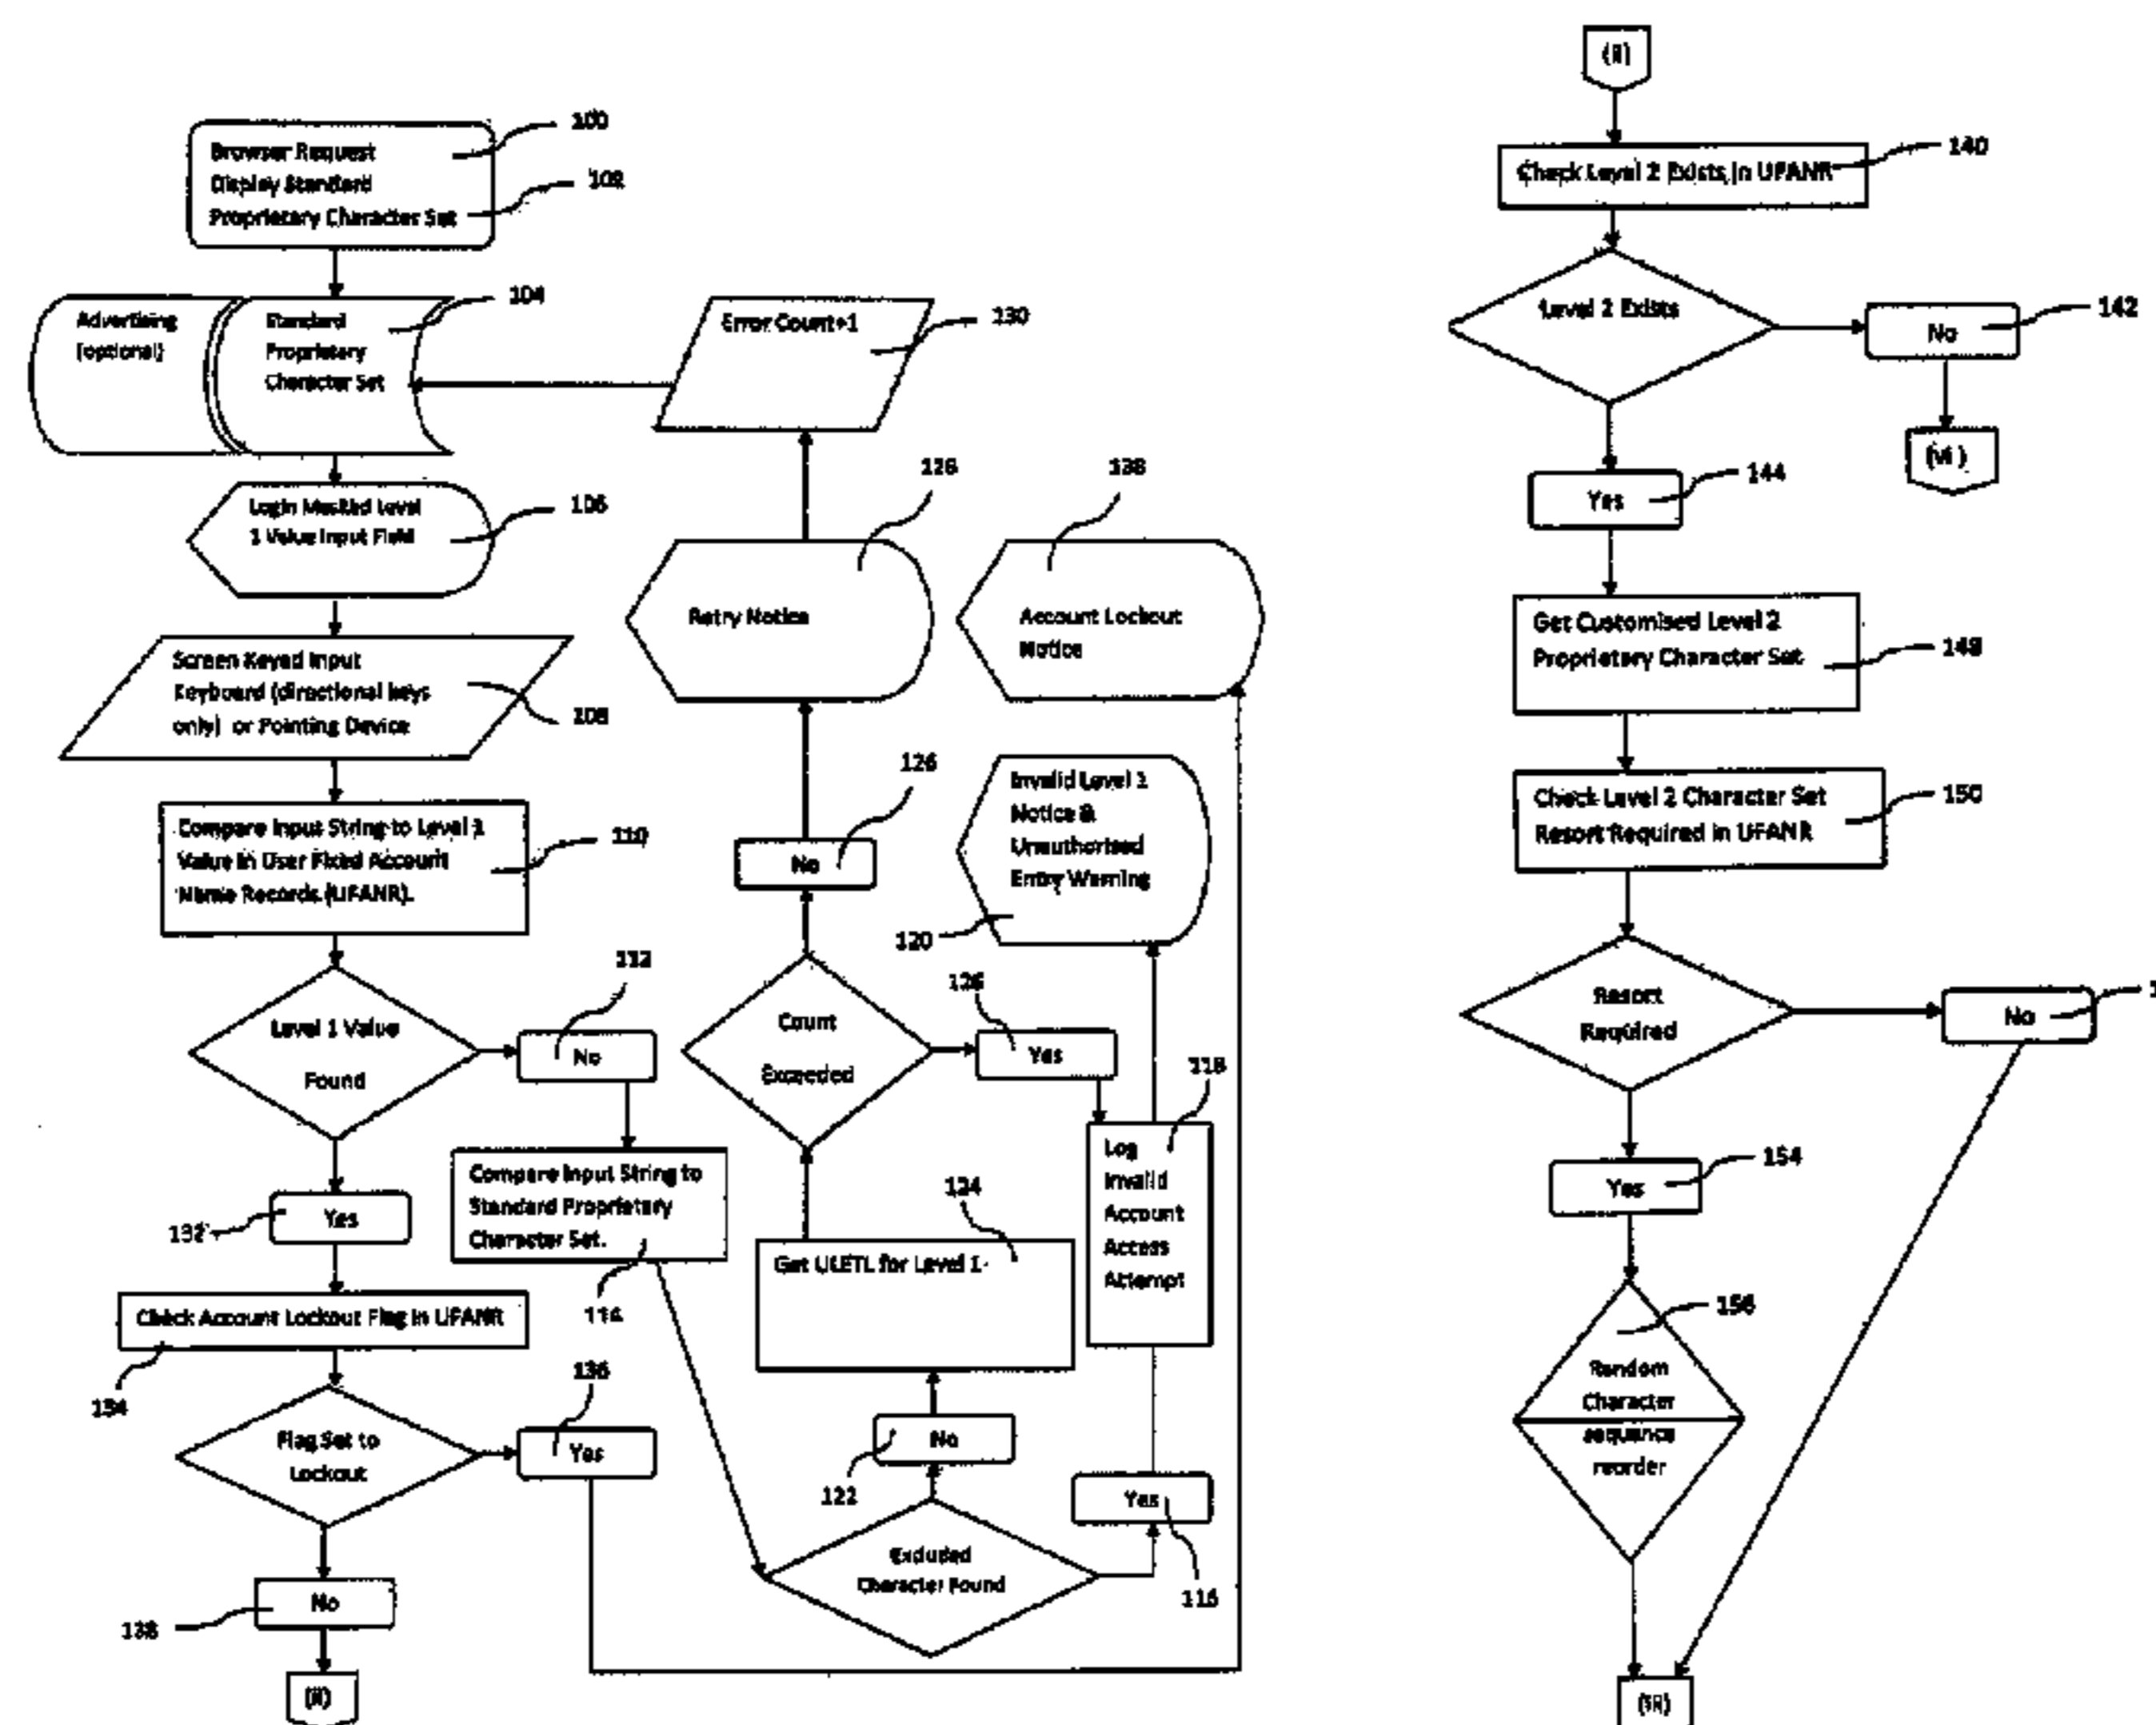 100
Browser Request
Display Standard
Proprietary Character Set
102
Advertising
(optional)
Standard
Proprietary
Character Set
104
Error Count+1
130
Login Masked Level
1 Value Input Field
106
Screen Keyed Input
Keyboard (directional keys
only) or Pointing Device
108
Compare Input String to Level 1
Value in User Fixed Account
Name Records (UFANR).
110
Level 1 Value
Found
112
No
Yes
132
Compare Input String to
Standard Proprietary
Character Set.
114
Check Account Lockout Flag in UFANR
134
Flag Set to
Lockout
136
Yes
No
138
(ii)
128
Retry Notice
138
Account Lockout
Notice
126
No
Invalid Level 1
Notice &
Unauthorised
Entry Warning
120
Count
Exceeded
126
Yes
118
Log
Invalid
Account
Access
Attempt
124
Get ULETL for Level 1
No
122
Yes
116
Excluded
Character Found
(ii)
Check Level 2 Exists in UFANR
140
Level 2 Exists
No
142
(vi)
Yes
144
Get Customised Level 2
Proprietary Character Set
148
Check Level 2 Character Set
Resort Required in UFANR
150
Resort
Required
No
Yes
154
156
Random
Character
sequence
reorder
(iii)